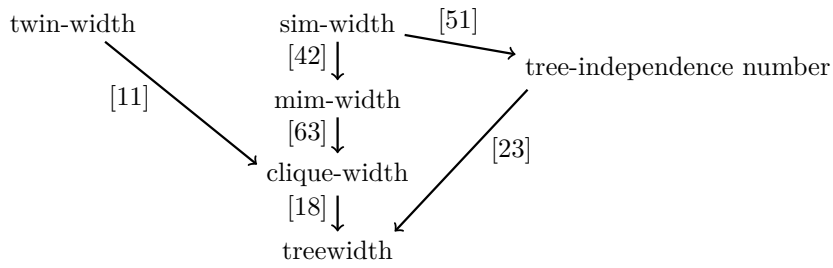 twin-width sim-width [51]
[42] tree-independence number
[11] mim-width
[63] [23]
clique-width
[18]
treewidth